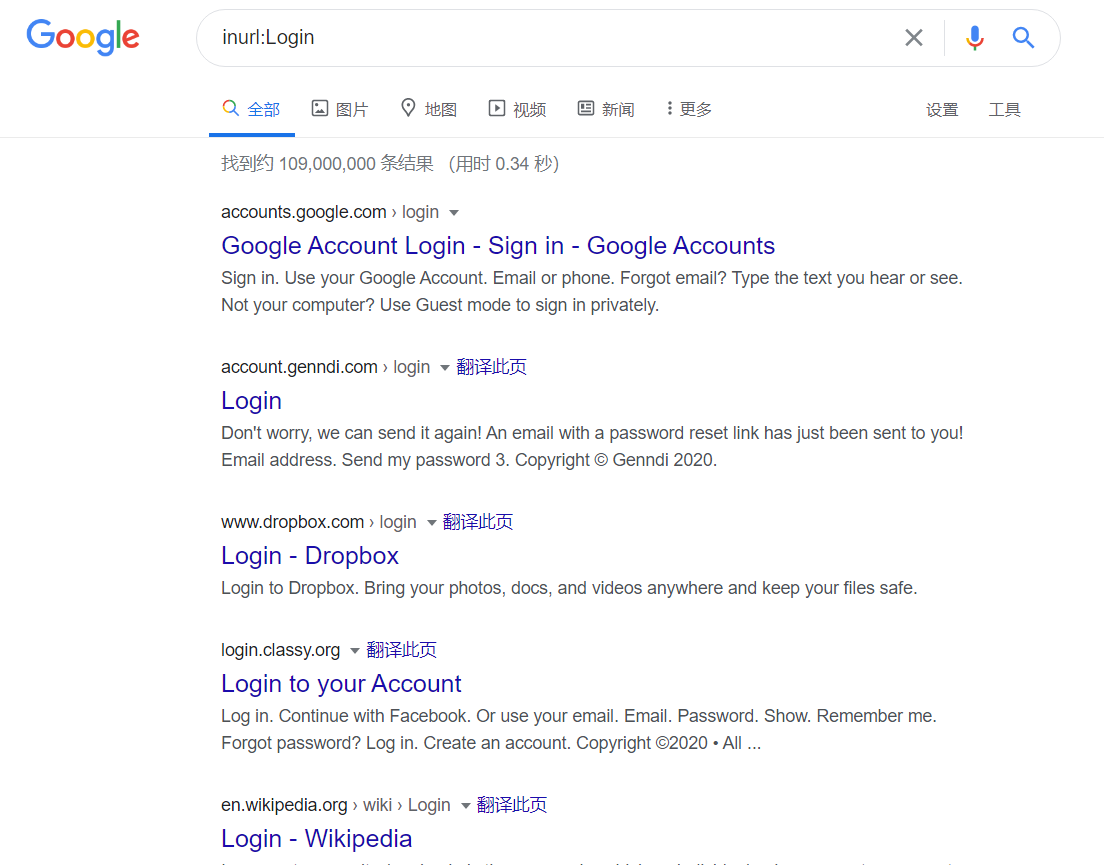 Google
inurl:Login
全部 图片 地图 视频 新闻 更多 设置 工具
找到约 109,000,000 条结果 （用时 0.34 秒）
accounts.google.com › login
Google Account Login - Sign in - Google Accounts
Sign in. Use your Google Account. Email or phone. Forgot email? Type the text you hear or see.
Not your computer? Use Guest mode to sign in privately.
account.genndi.com › login 翻译此页
Login
Don't worry, we can send it again! An email with a password reset link has just been sent to you!
Email address. Send my password 3. Copyright © Genndi 2020.
www.dropbox.com › login 翻译此页
Login - Dropbox
Login to Dropbox. Bring your photos, docs, and videos anywhere and keep your files safe.
login.classy.org 翻译此页
Login to your Account
Log in. Continue with Facebook. Or use your email. Email. Password. Show. Remember me.
Forgot password? Log in. Create an account. Copyright ©2020 • All ...
en.wikipedia.org › wiki › Login 翻译此页
Login - Wikipedia